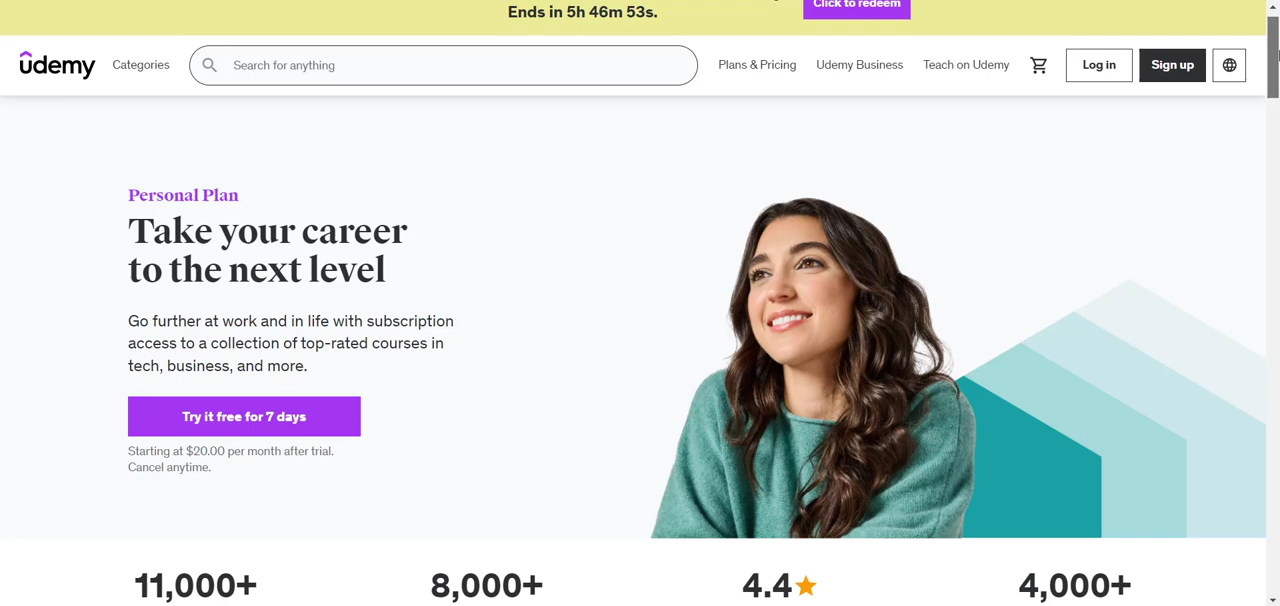 Ends in 5h 46m 53s.
Click to redeem
udemy
Categories
Search for anything
Plans & Pricing
Udemy Business
Teach on Udemy
Log in
Sign up
Personal Plan
Take your career
to the next level
Go further at work and in life with subscription
access to a collection of top-rated courses in
tech, business, and more.
Try it free for 7 days
Starting at $20.00 per month after trial.
Cancel anytime.
11,000+
8,000+
4.4
4,000+